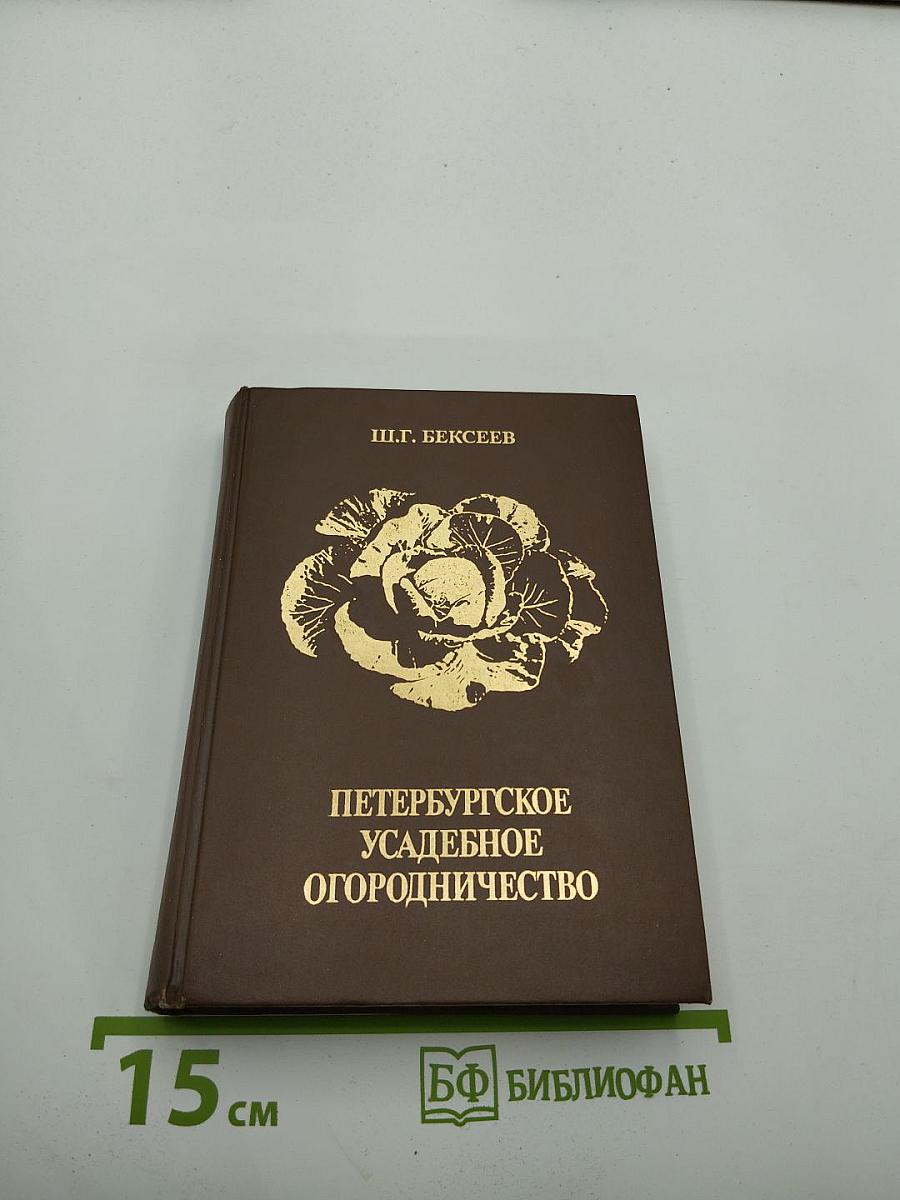 Ш.Г. БЕКСЕЕВ
ПЕТЕРБУРГСКОЕ
УСАДЕБНОЕ
ОГОРОДНИЧЕСТВО
15 см
БФ БИБЛИОФАН